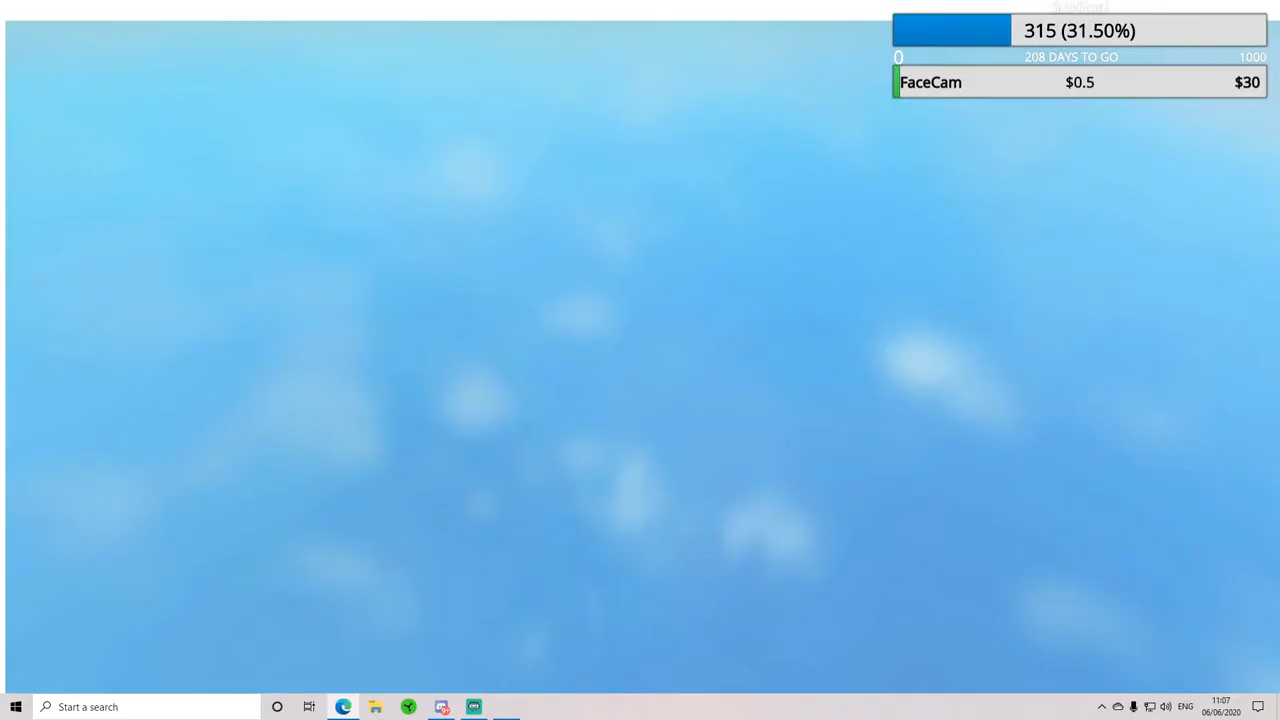 315 (31.50%)
0 208 DAYS TO GO 1000
FaceCam $0.5 $30
Start a search
ENG
11:07
06/06/2020